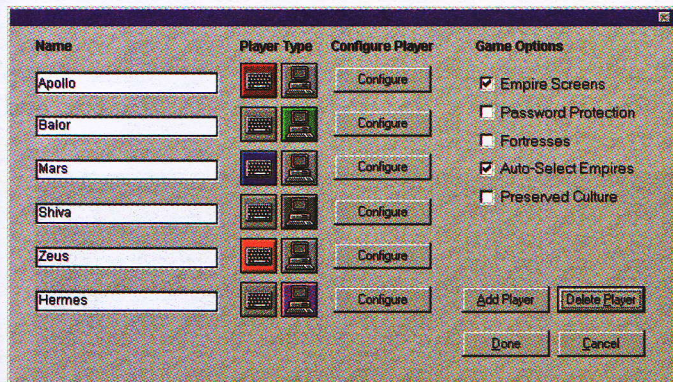 Name Player Type Configure Player Game Options
Apollo Configure Empire Screens
Balor Configure Password Protection
Mars Configure Fortresses
Auto-Select Empires
Shiva Configure Preserved Culture
Zeus Configure
Hermes Configure Add Player Delete Player
Done Cancel